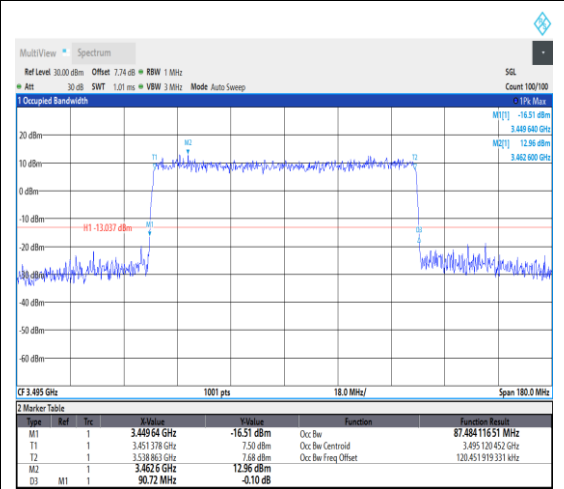 MultiView Spectrum
Ref Level 30.00 dBm Offset 7.74 dB RBW 1 MHz SGL
Att 30 dB SWT 1.01 ms VBW 3 MHz Mode Auto Sweep Count 100/100
1 Occupied Bandwidth 1Pk Max
M1[1] -16.51 dBm
3.449 640 GHz
M2[1] 12.96 dBm
3.462 600 GHz
20 dBm
M2
T1 T2
10 dBm
0 dBm
-10 dBm
H1 -13.037 dBm M1
D3
-20 dBm
-30 dBm
-40 dBm
-50 dBm
-60 dBm
CF 3.495 GHz 1001 pts 18.0 MHz/ Span 180.0 MHz
2 Marker Table
Type Ref Trc X-Value Y-Value Function Function Result
M1 1 3.449 64 GHz -16.51 dBm Occ Bw 87.484 116 51 MHz
T1 1 3.451 378 GHz 7.50 dBm Occ Bw Centroid 3.495 120 452 GHz
T2 1 3.538 863 GHz 7.68 dBm Occ Bw Freq Offset 120.451 919 331 kHz
M2 1 3.462 6 GHz 12.96 dBm
D3 M1 1 90.72 MHz -0.10 dB